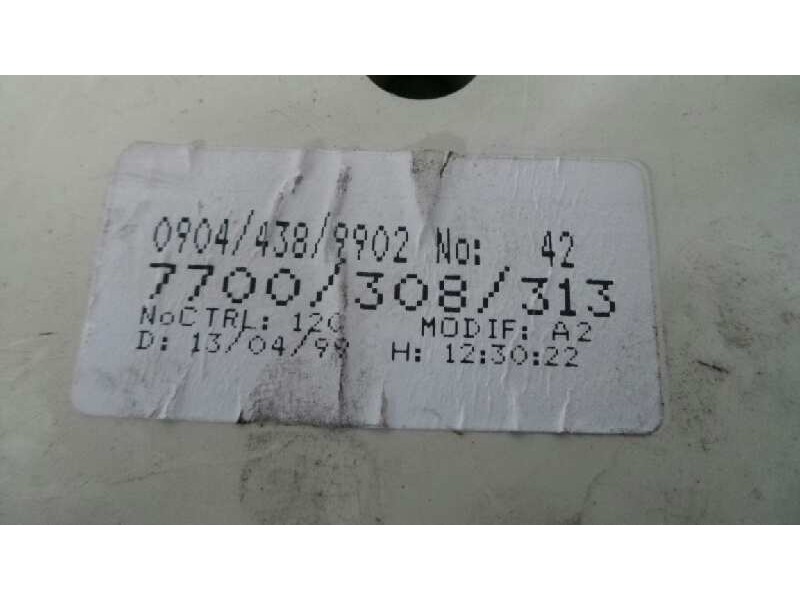 0904/438/9902 No: 42
7700/308/313
NoCTRL: 120 MODIF: A2
D: 13/04/99 H: 12:30:22